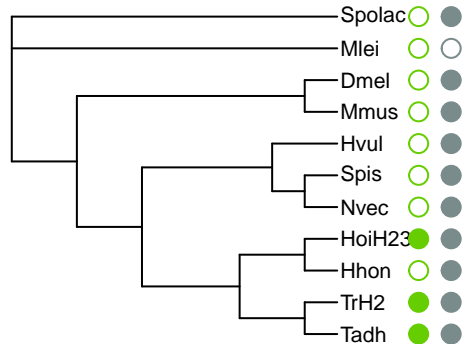 Spolac
Mlei
Dmel
Mmus
Hvul
Spis
Nvec
HoiH23
Hhon
TrH2
Tadh